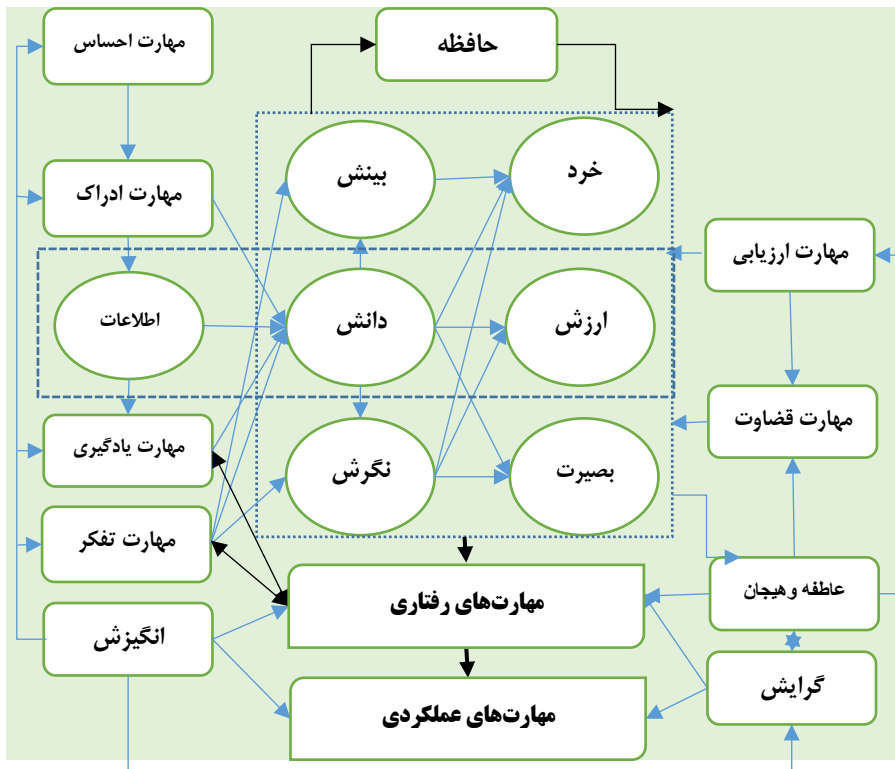 حافظه
مهارت احساس
بینش
خرد
مهارت ادراک
مهارت ارزیابی
اطلاعات
دانش
ارزش
مهارت قضاوت
مهارت یادگیری
نگرش
بصیرت
مهارت تفکر
عاطفه و هیجان
مهارت‌های رفتاری
انگیزش
گرایش
مهارت‌های عملکردی